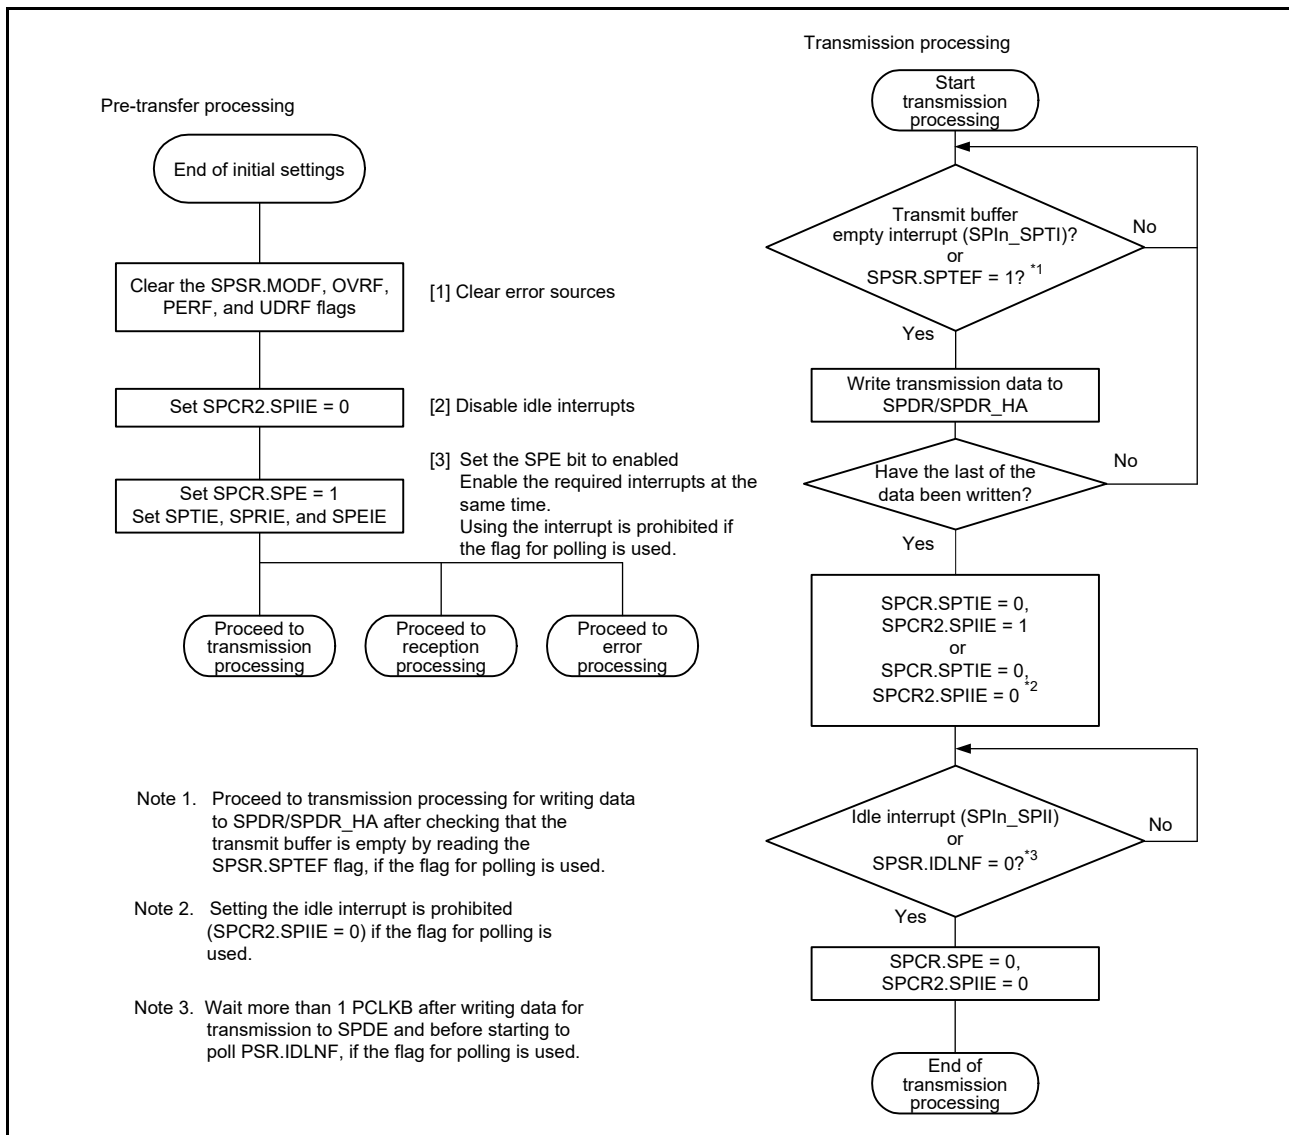 Pre-transfer processing
End of initial settings
Clear the SPSR.MODF, OVRF,
PERF, and UDRF flags
[1] Clear error sources
Set SPCR2.SPIIE = 0
[2] Disable idle interrupts
Set SPCR.SPE = 1
Set SPTIE, SPRIE, and SPEIE
[3] Set the SPE bit to enabled
Enable the required interrupts at the
same time.
Using the interrupt is prohibited if
the flag for polling is used.
Proceed to
transmission
processing
Proceed to
reception
processing
Proceed to
error
processing
Note 1. Proceed to transmission processing for writing data
to SPDR/SPDR_HA after checking that the
transmit buffer is empty by reading the
SPSR.SPTEF flag, if the flag for polling is used.
Note 2. Setting the idle interrupt is prohibited
(SPCR2.SPIIE = 0) if the flag for polling is
used.
Note 3. Wait more than 1 PCLKB after writing data for
transmission to SPDE and before starting to
poll PSR.IDLNF, if the flag for polling is used.
Transmission processing
Start
transmission
processing
Transmit buffer
empty interrupt (SPIn_SPTI)?
or
SPSR.SPTEF = 1? *1
No
Yes
Write transmission data to
SPDR/SPDR_HA
Have the last of the
data been written?
No
Yes
SPCR.SPTIE = 0,
SPCR2.SPIIE = 1
or
SPCR.SPTIE = 0,
SPCR2.SPIIE = 0 *2
Idle interrupt (SPIn_SPII)
or
SPSR.IDLNF = 0?*3
No
Yes
SPCR.SPE = 0,
SPCR2.SPIIE = 0
End of
transmission
processing